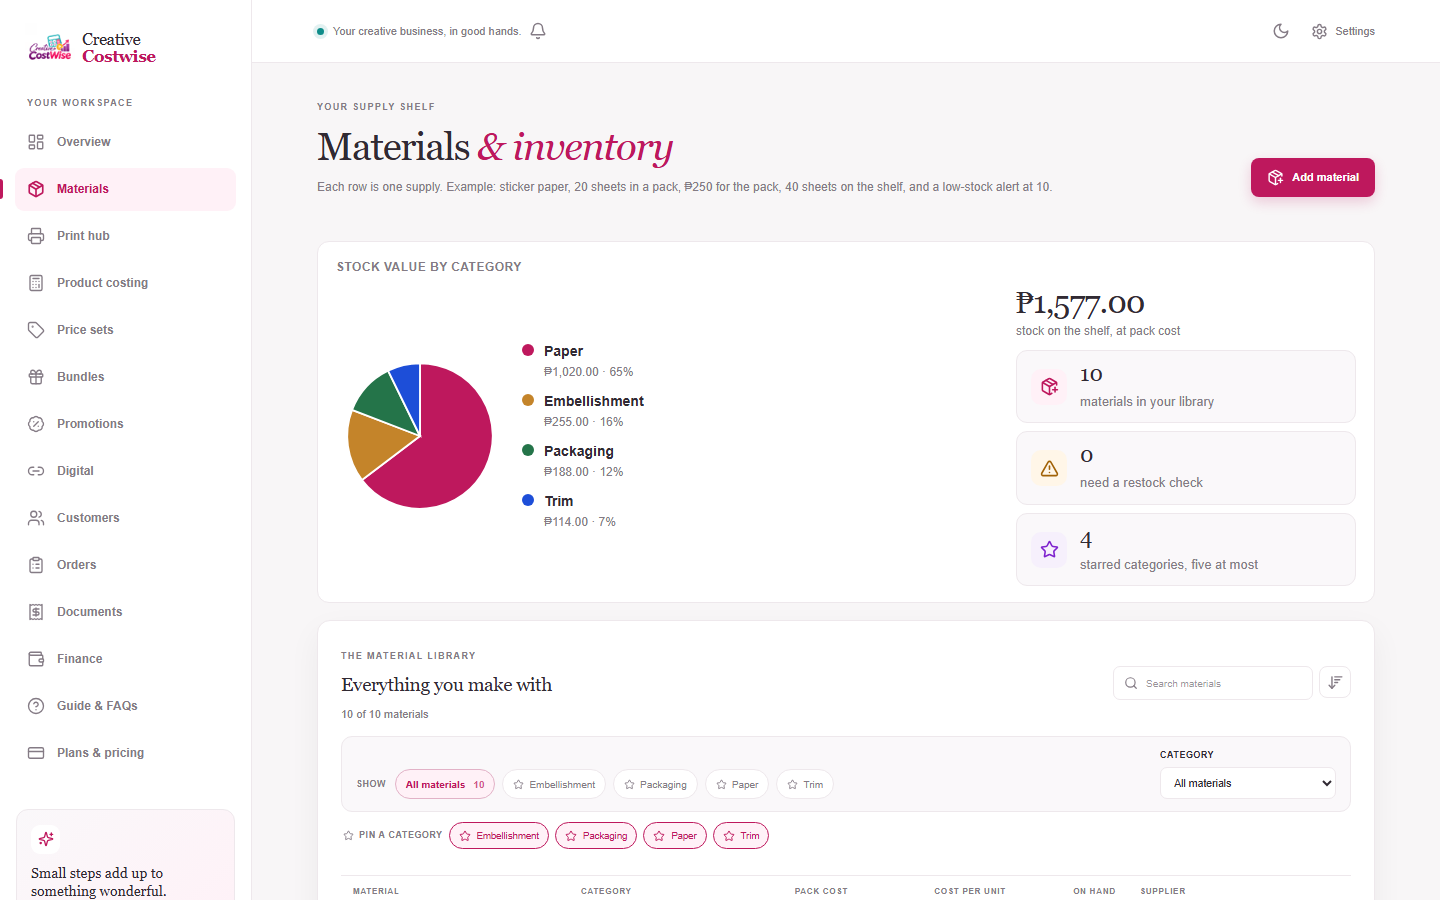 Creative
Costwise
Creative
CostWise
YOUR WORKSPACE
Overview
Materials
Print hub
Product costing
Price sets
Bundles
Promotions
Digital
Customers
Orders
Documents
Finance
Guide & FAQs
Plans & pricing
Small steps add up to
something wonderful.
Your creative business, in good hands.
Settings
YOUR SUPPLY SHELF
Materials & inventory
Each row is one supply. Example: sticker paper, 20 sheets in a pack, ₱250 for the pack, 40 sheets on the shelf, and a low-stock alert at 10.
Add material
STOCK VALUE BY CATEGORY
Paper
₱1,020.00 · 65%
Embellishment
₱255.00 · 16%
Packaging
₱188.00 · 12%
Trim
₱114.00 · 7%
₱1,577.00
stock on the shelf, at pack cost
10
materials in your library
0
need a restock check
4
starred categories, five at most
THE MATERIAL LIBRARY
Everything you make with
10 of 10 materials
Search materials
SHOW
All materials 10
Embellishment
Packaging
Paper
Trim
CATEGORY
All materials
PIN A CATEGORY
Embellishment
Packaging
Paper
Trim
MATERIAL CATEGORY PACK COST COST PER UNIT ON HAND SUPPLIER